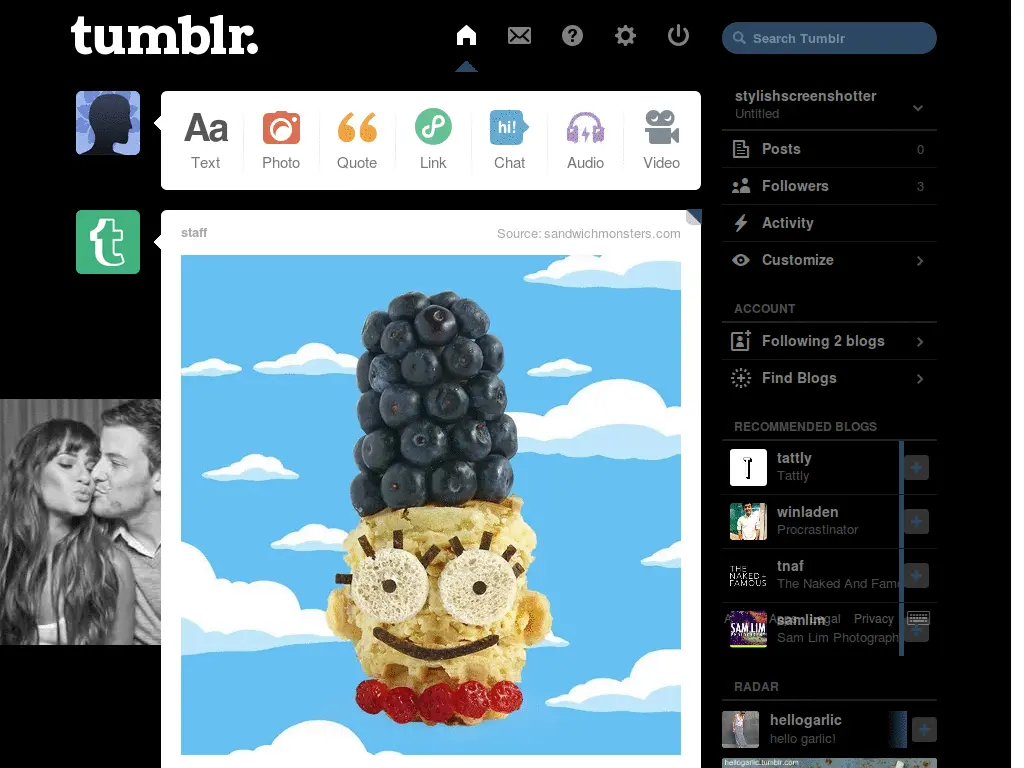 tumblr.
Search Tumblr
stylishscreenshotter
Untitled
Aa
hi!
Text
Photo
Quote
Link
Chat
Audio
Video
Posts 0
Followers 3
Activity
Customize
staff
Source: sandwichmonsters.com
ACCOUNT
Following 2 blogs
Find Blogs
RECOMMENDED BLOGS
tattly
Tattly
winladen
Procrastinator
THE
NAKED +
FAMOUS
tnaf
The Naked And Fam
Apps Legal Privacy
SAM LIM
samlim
Sam Lim Photograph
RADAR
hellogarlic
hello garlic!
hellogarlic.tumblr.com